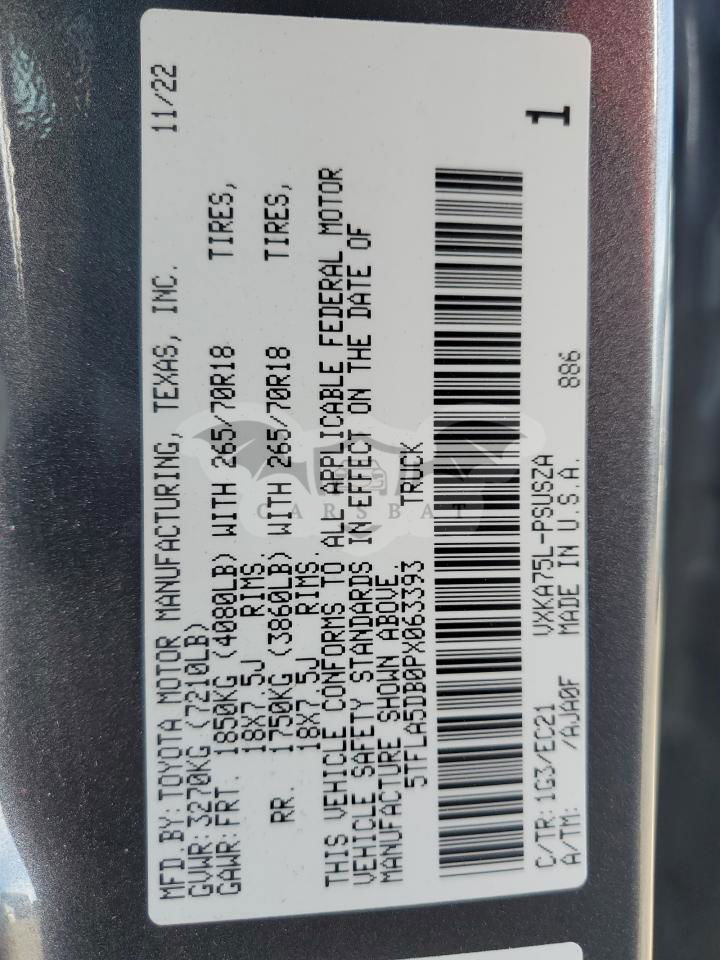 MFD.BY: TOYOTA MOTOR MANUFACTURING, TEXAS, INC. 11/22
GVWR: 3270KG (7210LB)
GAWR: FRT. 1850KG (4080LB) WITH 265/70R18 TIRES,
18X7.5J RIMS.
RR. 1750KG (3860LB) WITH 265/70R18 TIRES,
18X7.5J RIMS.
THIS VEHICLE CONFORMS TO ALL APPLICABLE FEDERAL MOTOR
VEHICLE SAFETY STANDARDS IN EFFECT ON THE DATE OF
MANUFACTURE SHOWN ABOVE.
5TFLA5DB0PX063393 TRUCK
1
C/TR: 1G3/EC21 VXKA75L-PSUSZA 886
A/TM: /AJA0F MADE IN U.S.A.
CARSBAT